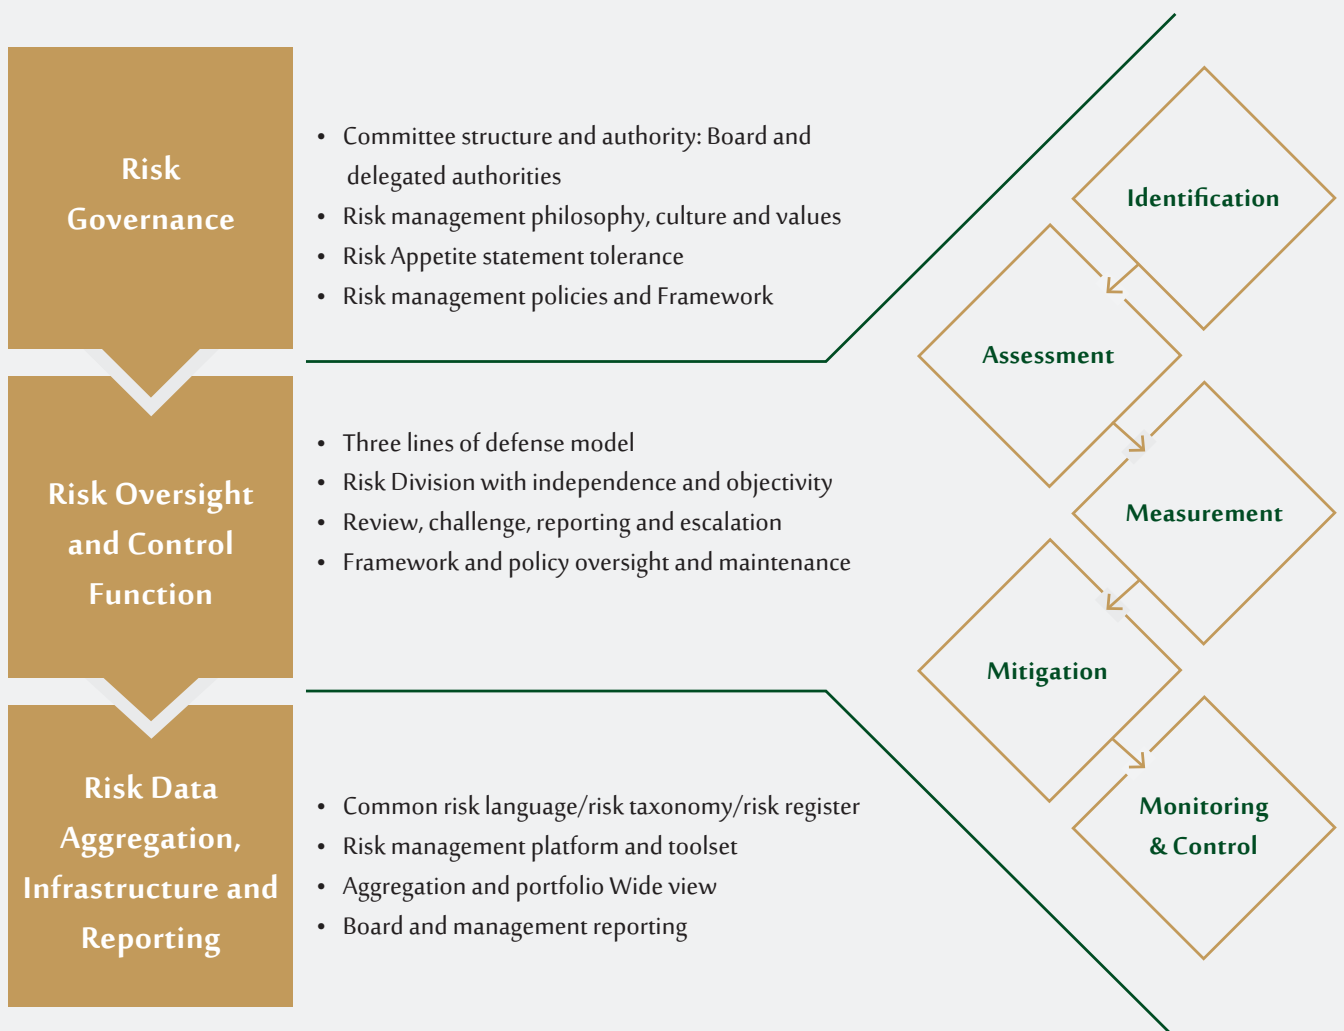 Risk
Governance
• Committee structure and authority: Board and
delegated authorities
• Risk management philosophy, culture and values
• Risk Appetite statement tolerance
• Risk management policies and Framework
Risk Oversight
and Control
Function
• Three lines of defense model
• Risk Division with independence and objectivity
• Review, challenge, reporting and escalation
• Framework and policy oversight and maintenance
Risk Data
Aggregation,
Infrastructure and
Reporting
• Common risk language/risk taxonomy/risk register
• Risk management platform and toolset
• Aggregation and portfolio Wide view
• Board and management reporting
Identification
Assessment
Measurement
Mitigation
Monitoring
& Control